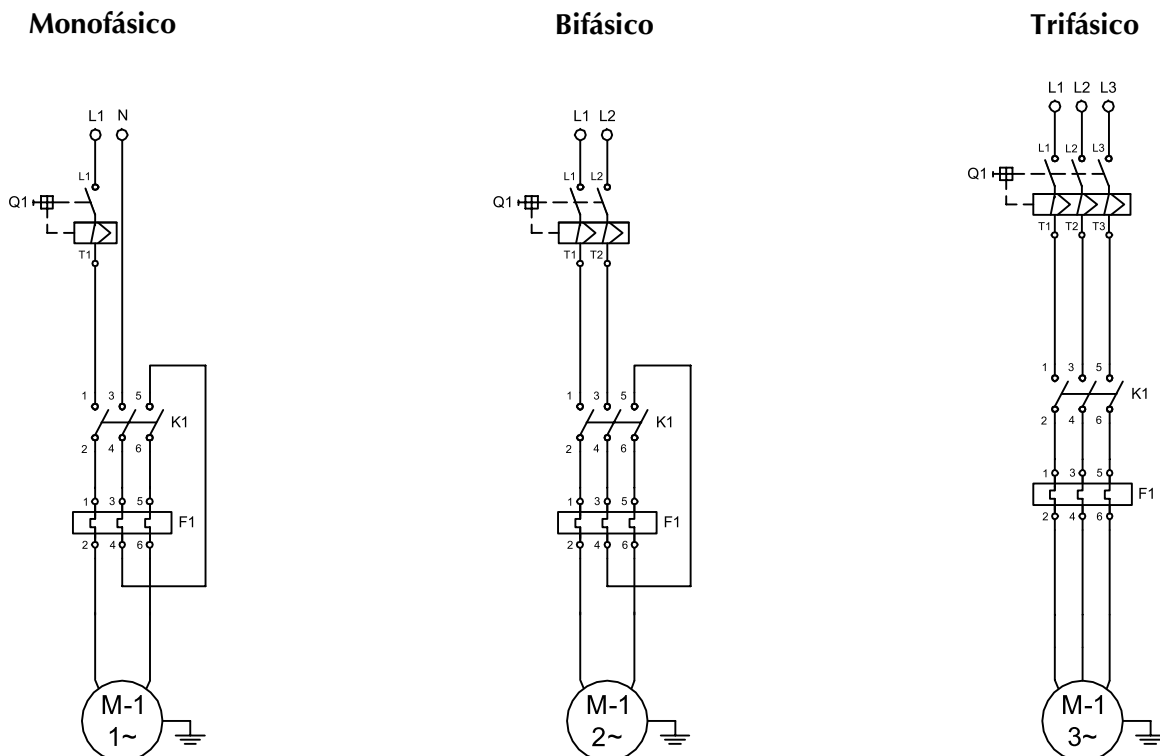 Monofásico
L1 N
L1
Q1
T1
1 3 5
K1
2 4 6
1 3 5
F1
2 4 6
M-1
1~
Bifásico
L1 L2
L1 L2
Q1
T1 T2
1 3 5
K1
2 4 6
1 3 5
F1
2 4 6
M-1
2~
Trifásico
L1 L2 L3
L1 L2 L3
Q1
T1 T2 T3
1 3 5
K1
2 4 6
1 3 5
F1
2 4 6
M-1
3~